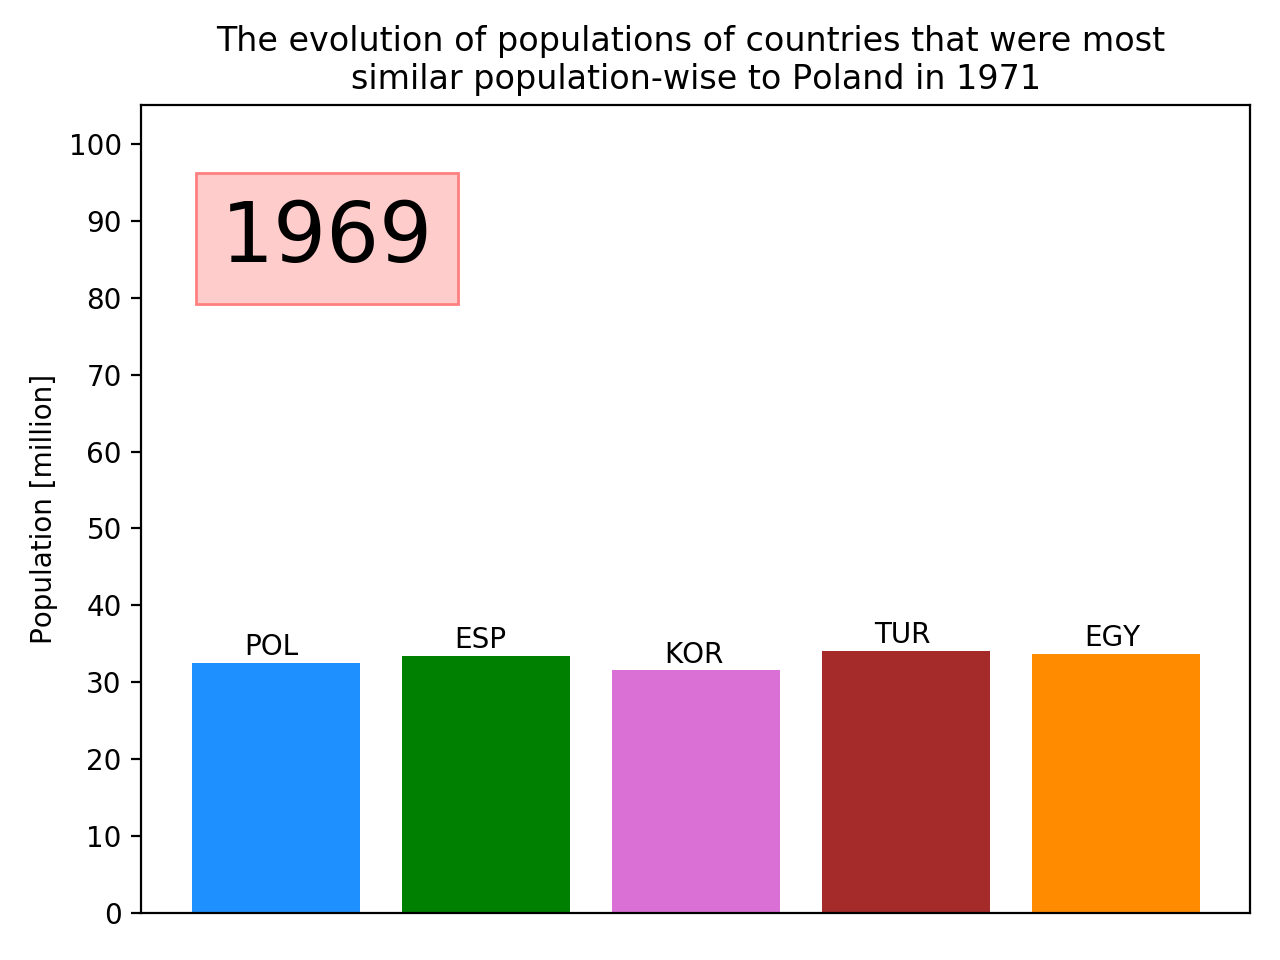 The evolution of populations of countries that were most
similar population-wise to Poland in 1971
100
90
80
70
60
50
40
30
20
10
0
Population [million]
1969
POL
ESP
KOR
TUR
EGY